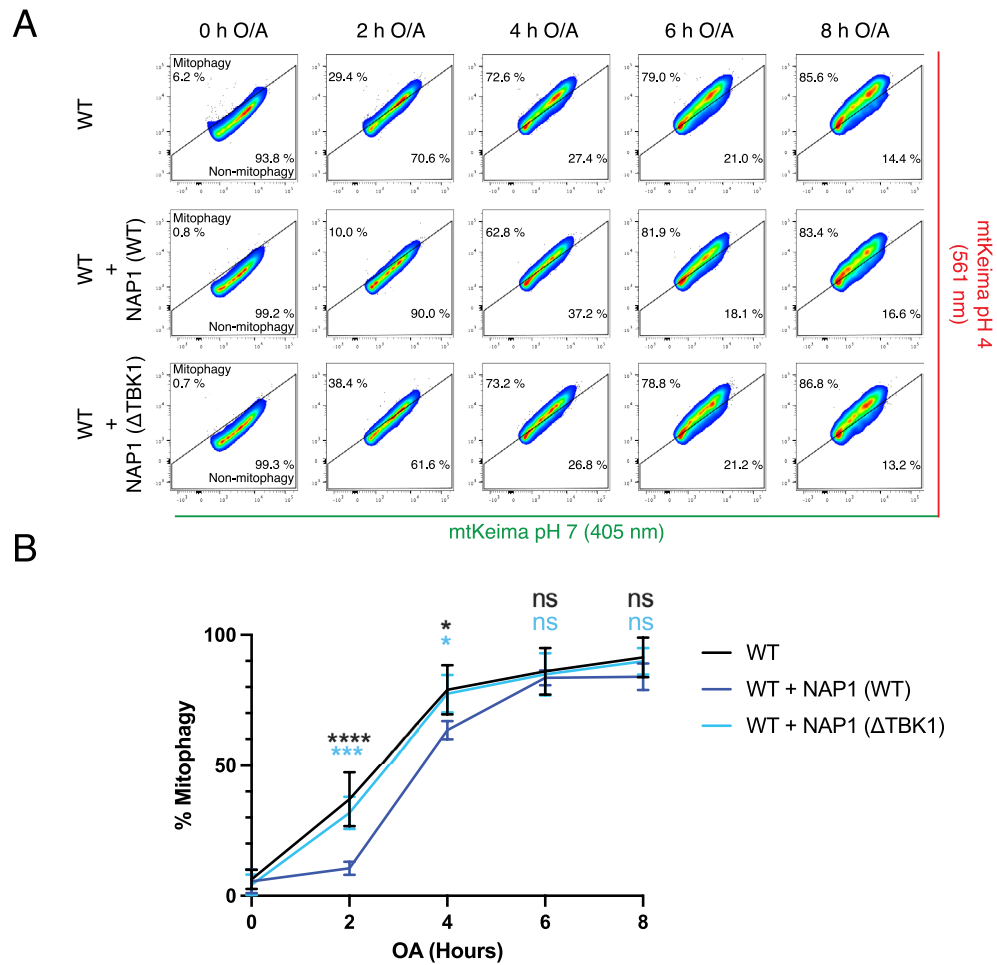 A
0 h O/A
2 h O/A
4 h O/A
6 h O/A
8 h O/A
WT
Mitophagy
6.2 %
93.8 %
Non-mitophagy
29.4 %
70.6 %
72.6 %
27.4 %
79.0 %
21.0 %
85.6 %
14.4 %
WT
+
NAP1 (WT)
Mitophagy
0.8 %
99.2 %
Non-mitophagy
10.0 %
90.0 %
62.8 %
37.2 %
81.9 %
18.1 %
83.4 %
16.6 %
WT
+
NAP1 (ΔTBK1)
Mitophagy
0.7 %
99.3 %
Non-mitophagy
38.4 %
61.6 %
73.2 %
26.8 %
78.8 %
21.2 %
86.8 %
13.2 %
mtKeima pH 4
(561 nm)
mtKeima pH 7 (405 nm)
B
% Mitophagy
100
50
0
0
2
4
6
8
OA (Hours)
****
***
*
*
ns
ns
ns
ns
WT
WT + NAP1 (WT)
WT + NAP1 (ΔTBK1)